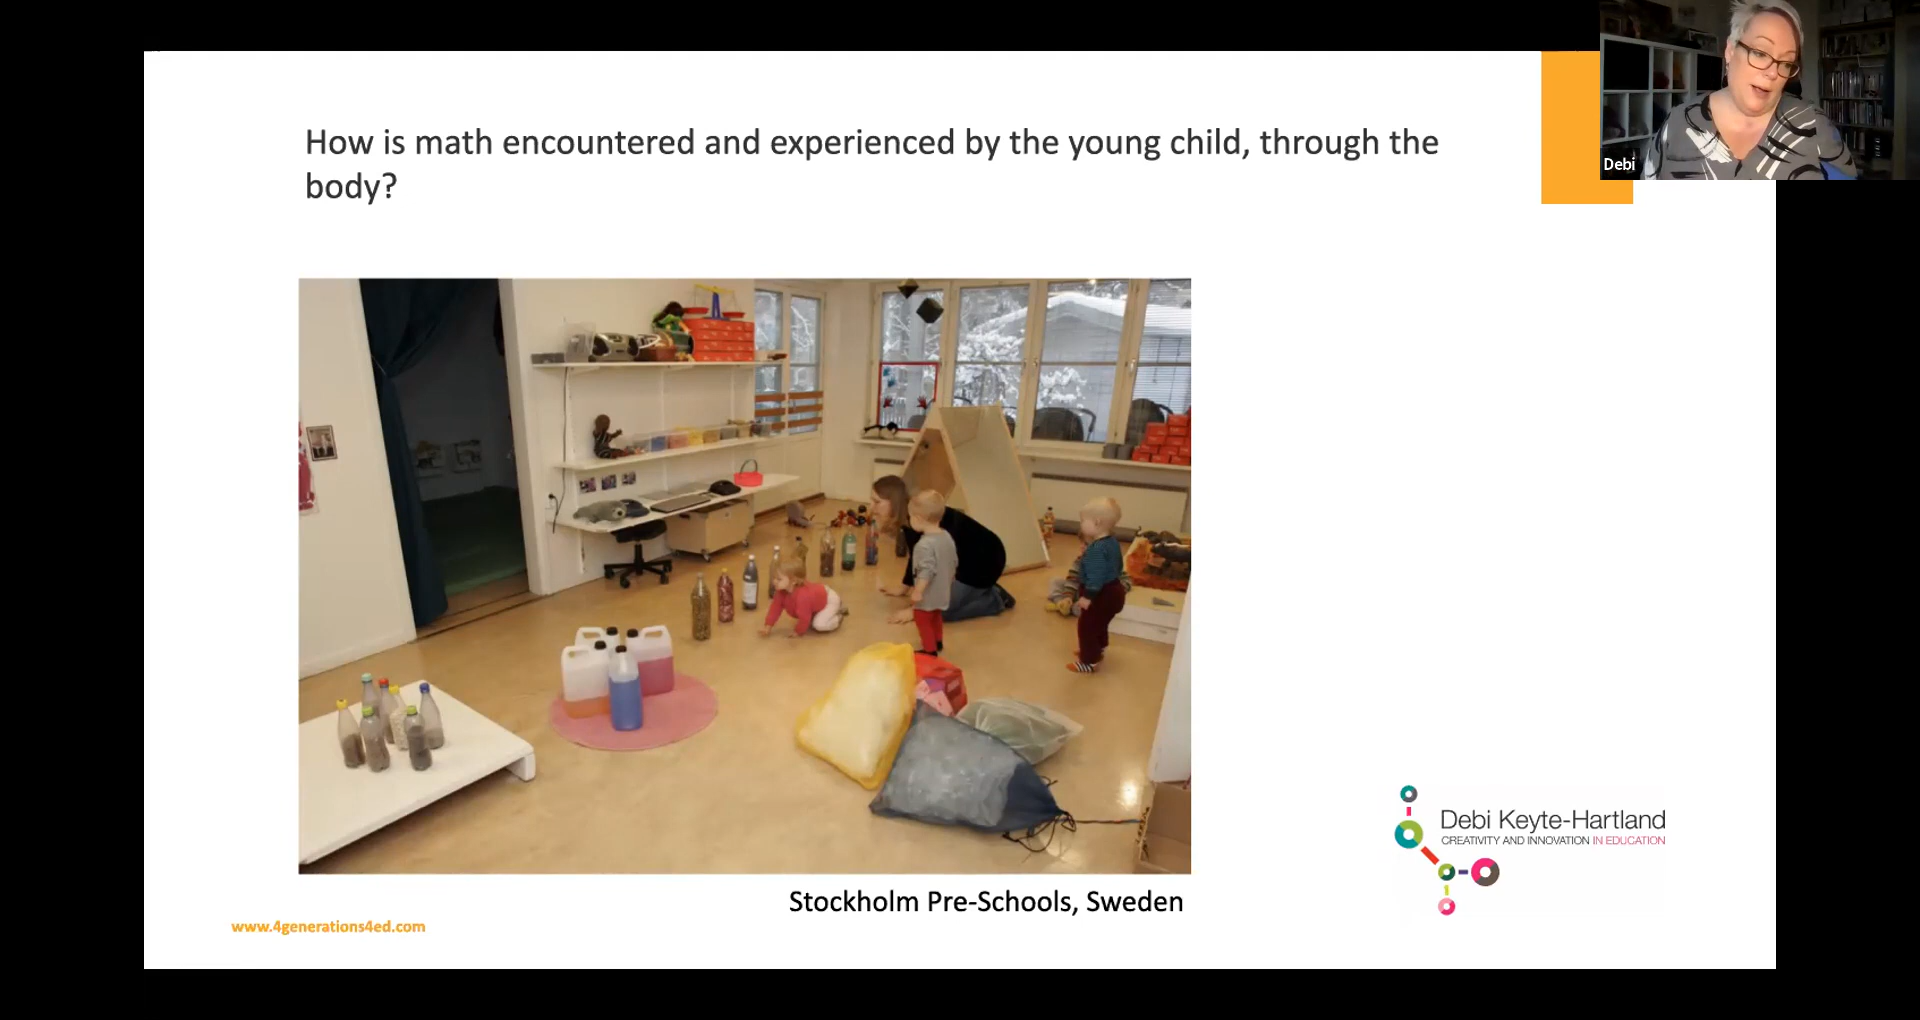 Debi
How is math encountered and experienced by the young child, through the
body?
Debi Keyte-Hartland
CREATIVITY AND INNOVATION IN EDUCATION
Stockholm Pre-Schools, Sweden
www.4generations4ed.com